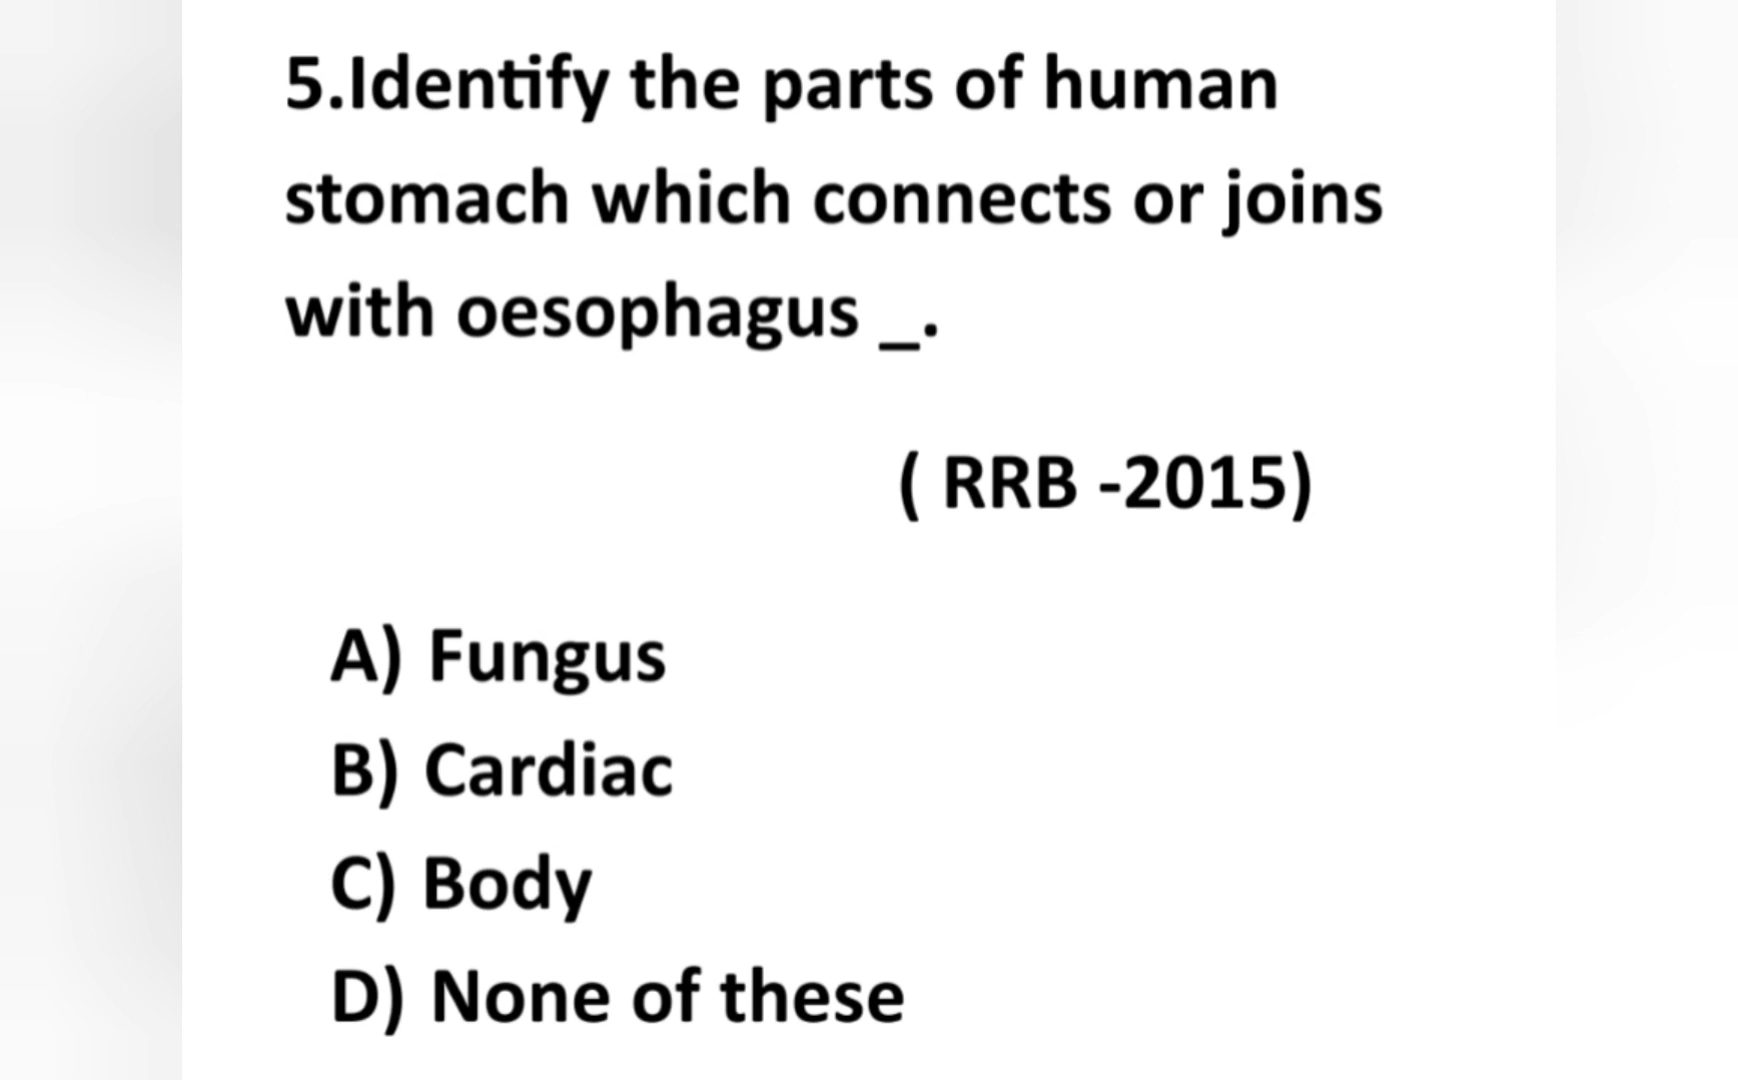 5.Identify the parts of human
stomach which connects or joins
with oesophagus _.
( RRB -2015)
A) Fungus
B) Cardiac
C) Body
D) None of these